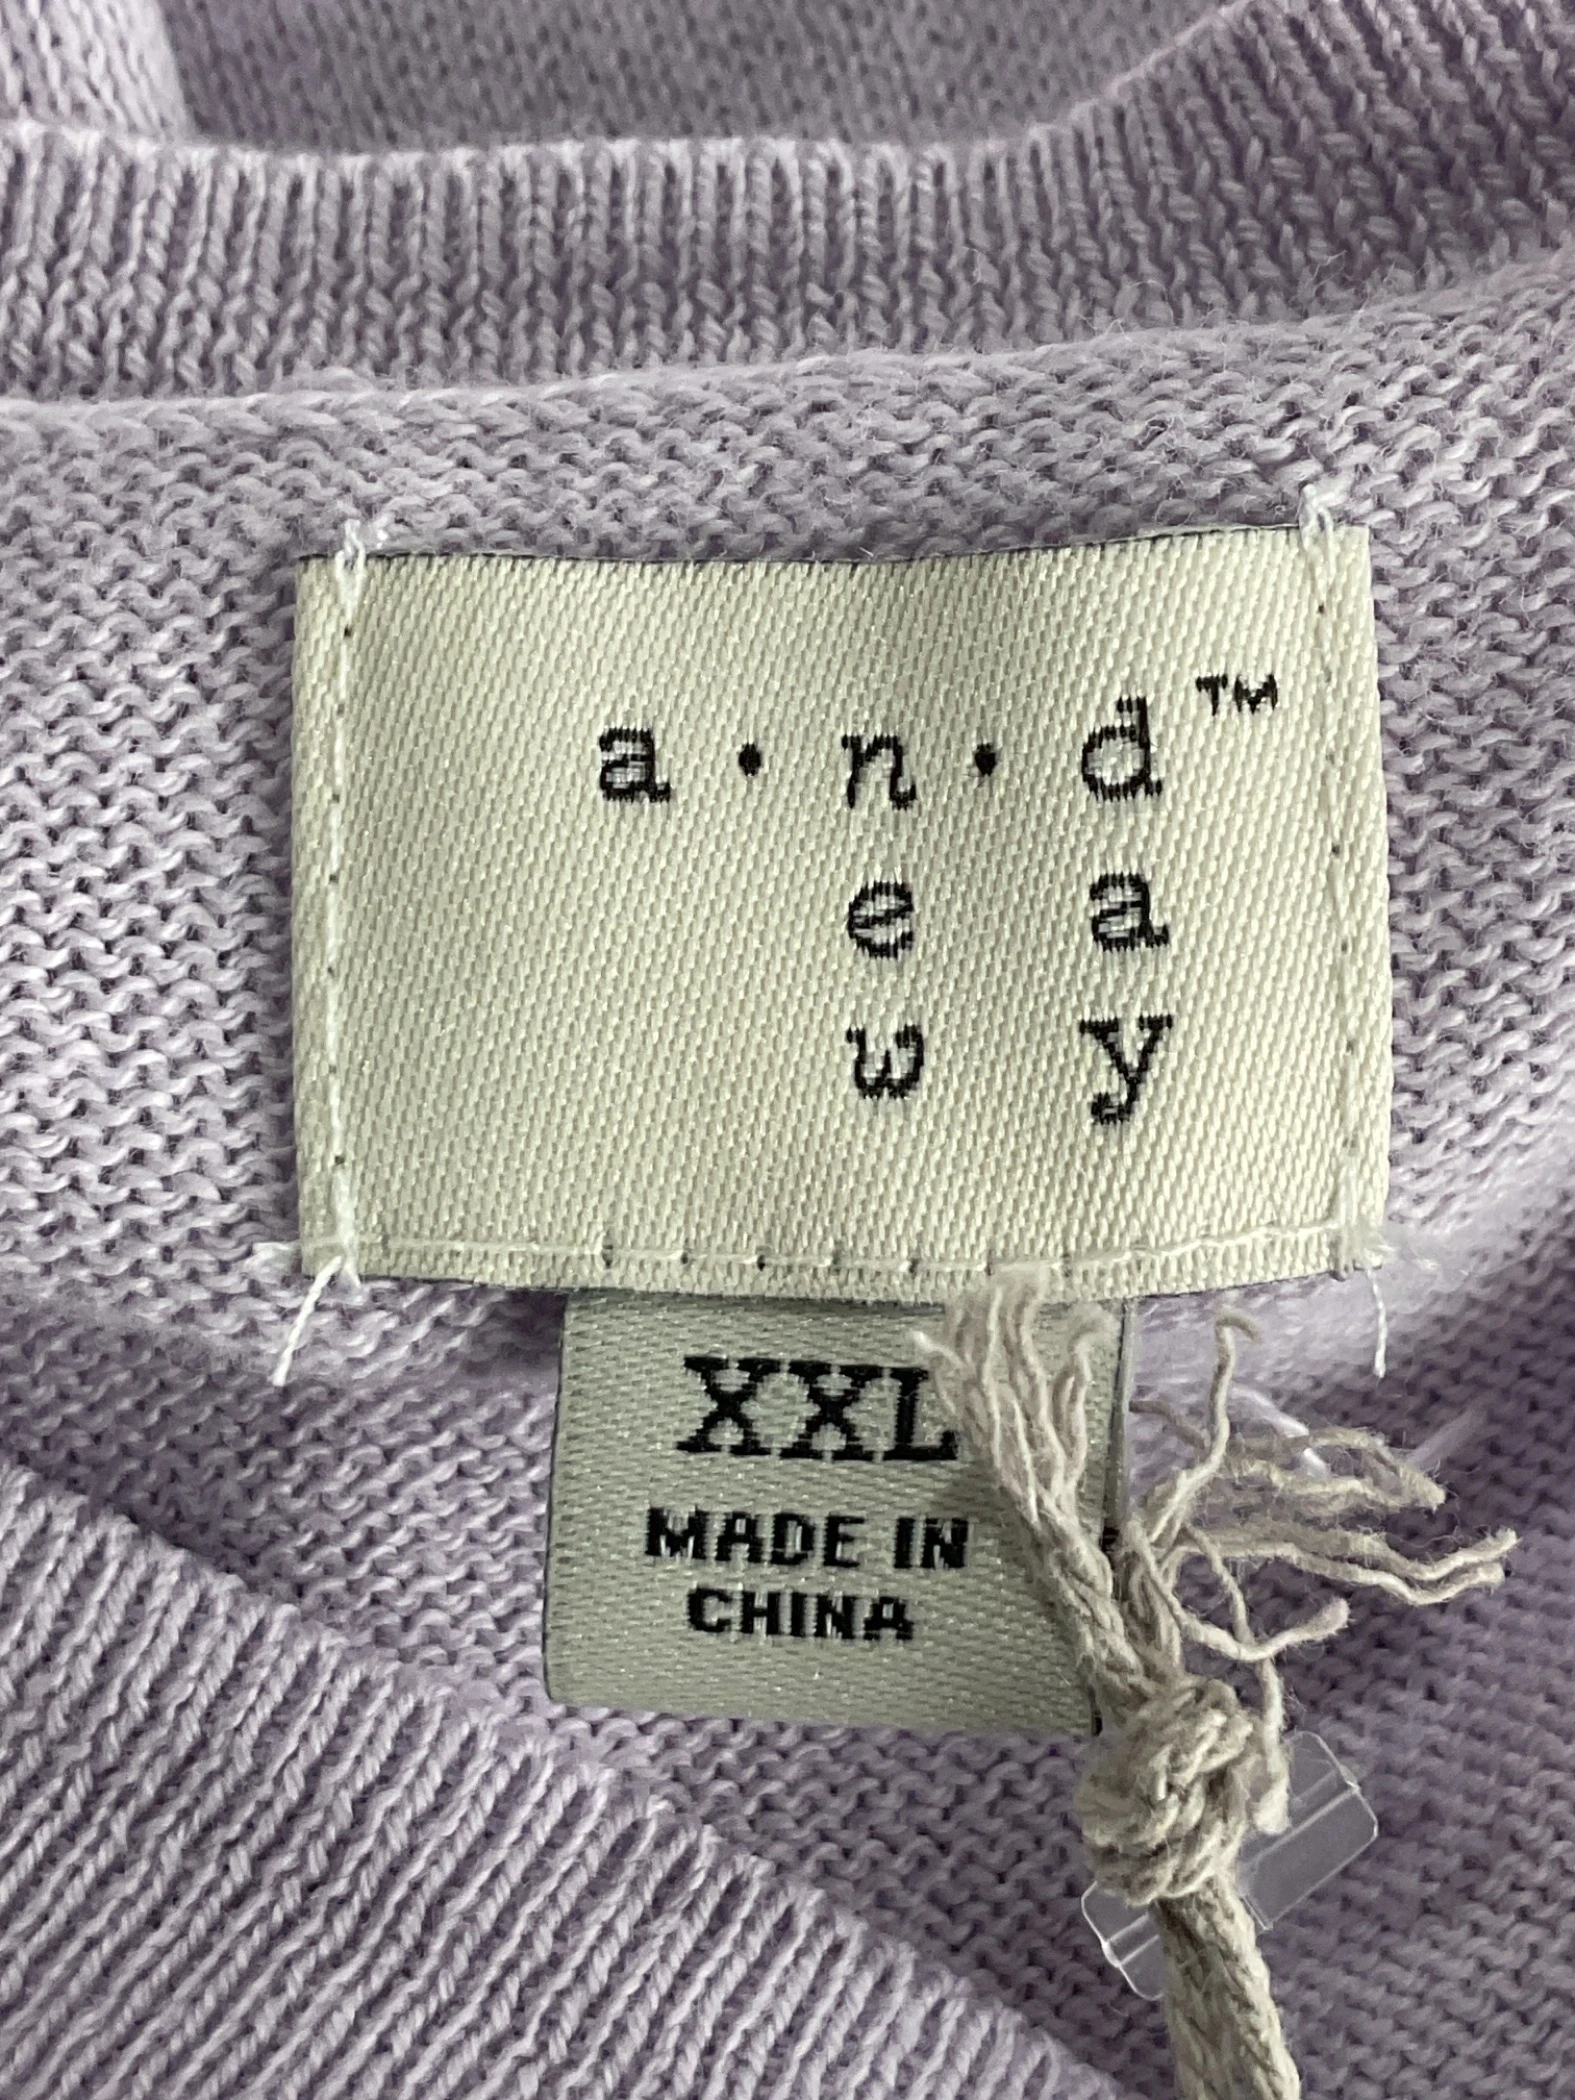 a·n·d™
e a
w y
XXL
MADE IN
CHINA